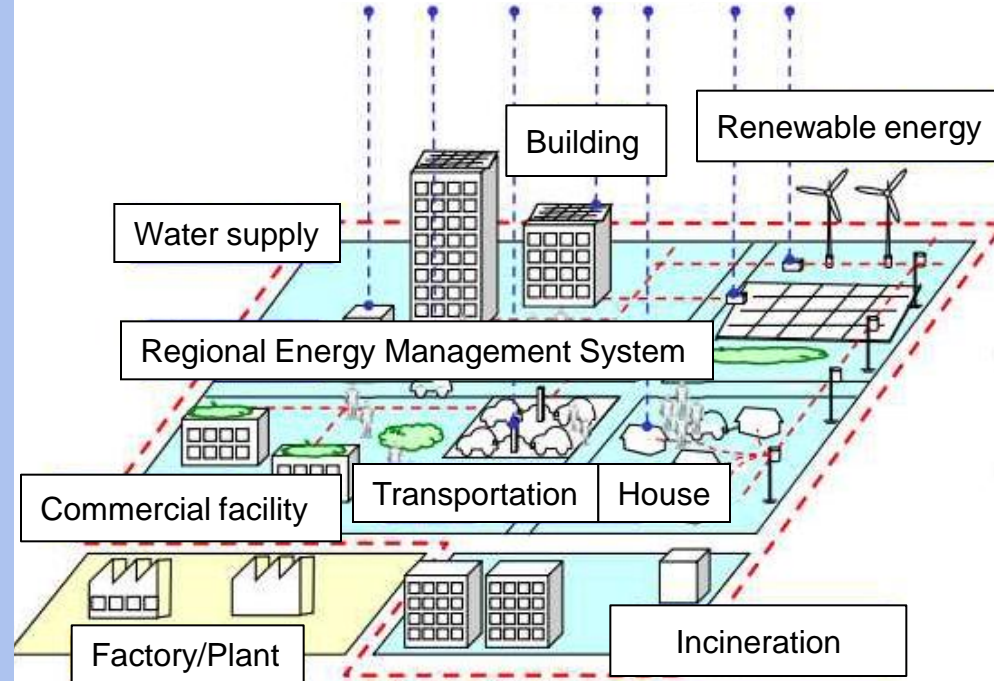 Building
Renewable energy
Water supply
Regional Energy Management System
Commercial facility
Transportation
House
Factory/Plant
Incineration